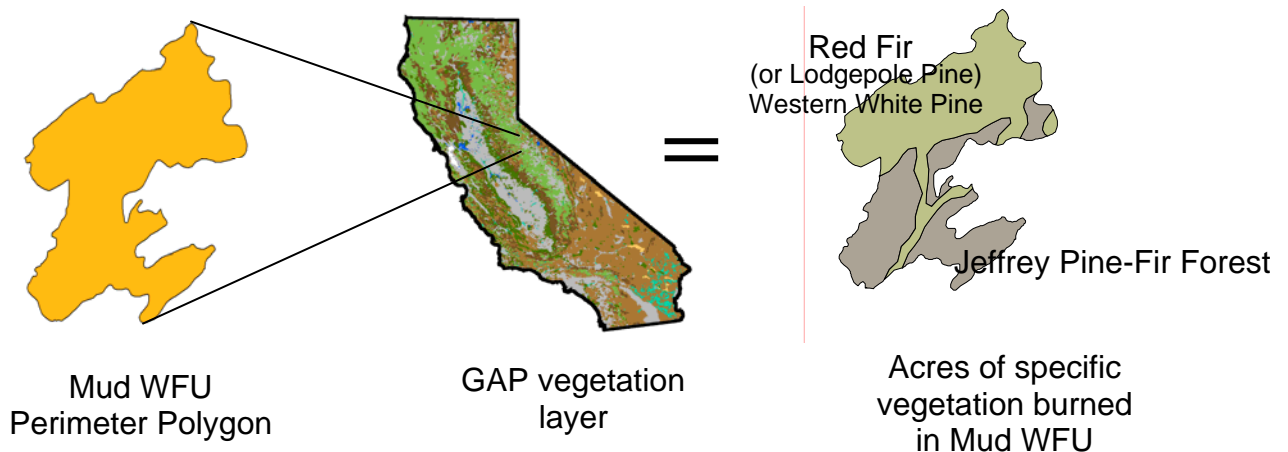 Red Fir
(or Lodgepole Pine)
Western White Pine
=
Jeffrey Pine-Fir Forest
Mud WFU
Perimeter Polygon
GAP vegetation
layer
Acres of specific
vegetation burned
in Mud WFU